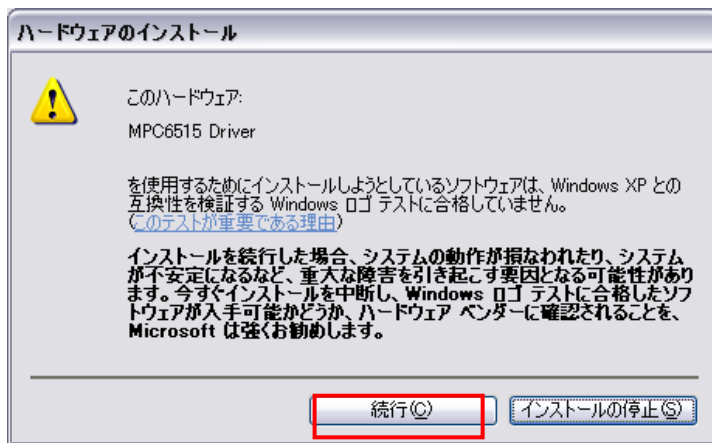 ハードウェアのインストール
このハードウェア:
MPC6515 Driver
を使用するためにインストールしようとしているソフトウェアは、Windows XP との
互換性を検証する Windows ロゴ テストに合格していません。
(このテストが重要である理由)
インストールを続行した場合、システムの動作が損なわれたり、システム
が不安定になるなど、重大な障害を引き起こす要因となる可能性があり
ます。今すぐインストールを中断し、Windows ロゴ テストに合格したソフ
トウェアが入手可能かどうか、ハードウェア ベンダーに確認されることを、
Microsoft は強くお勧めします。
続行(C) インストールの停止(S)